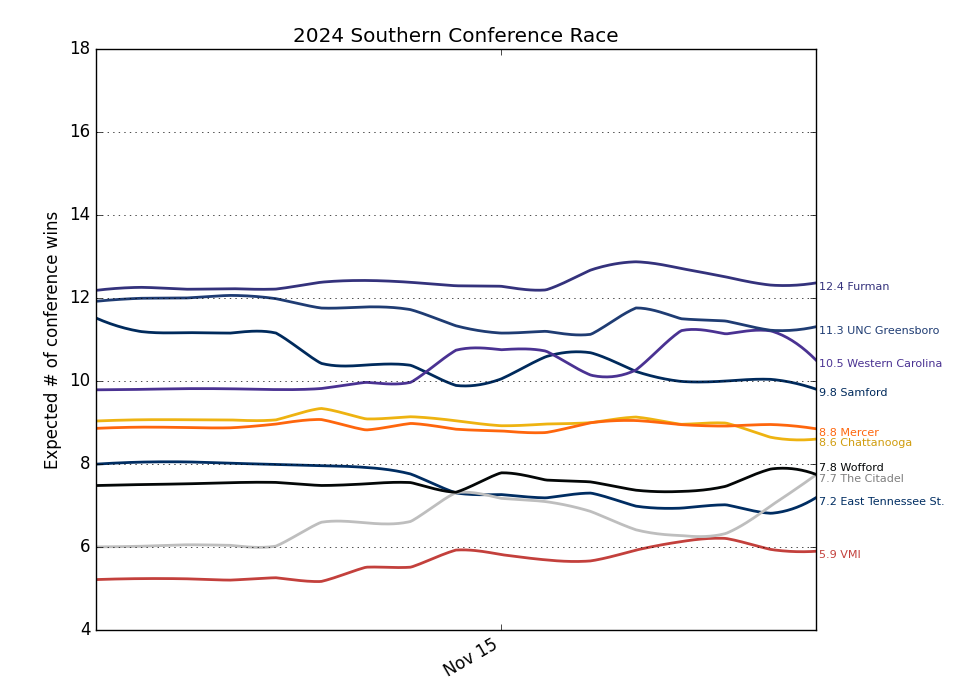 2024 Southern Conference Race
Expected # of conference wins
18
16
14
12
10
8
6
4
Nov 15
12.4 Furman
11.3 UNC Greensboro
10.5 Western Carolina
9.8 Samford
8.8 Mercer
8.6 Chattanooga
7.8 Wofford
7.7 The Citadel
7.2 East Tennessee St.
5.9 VMI